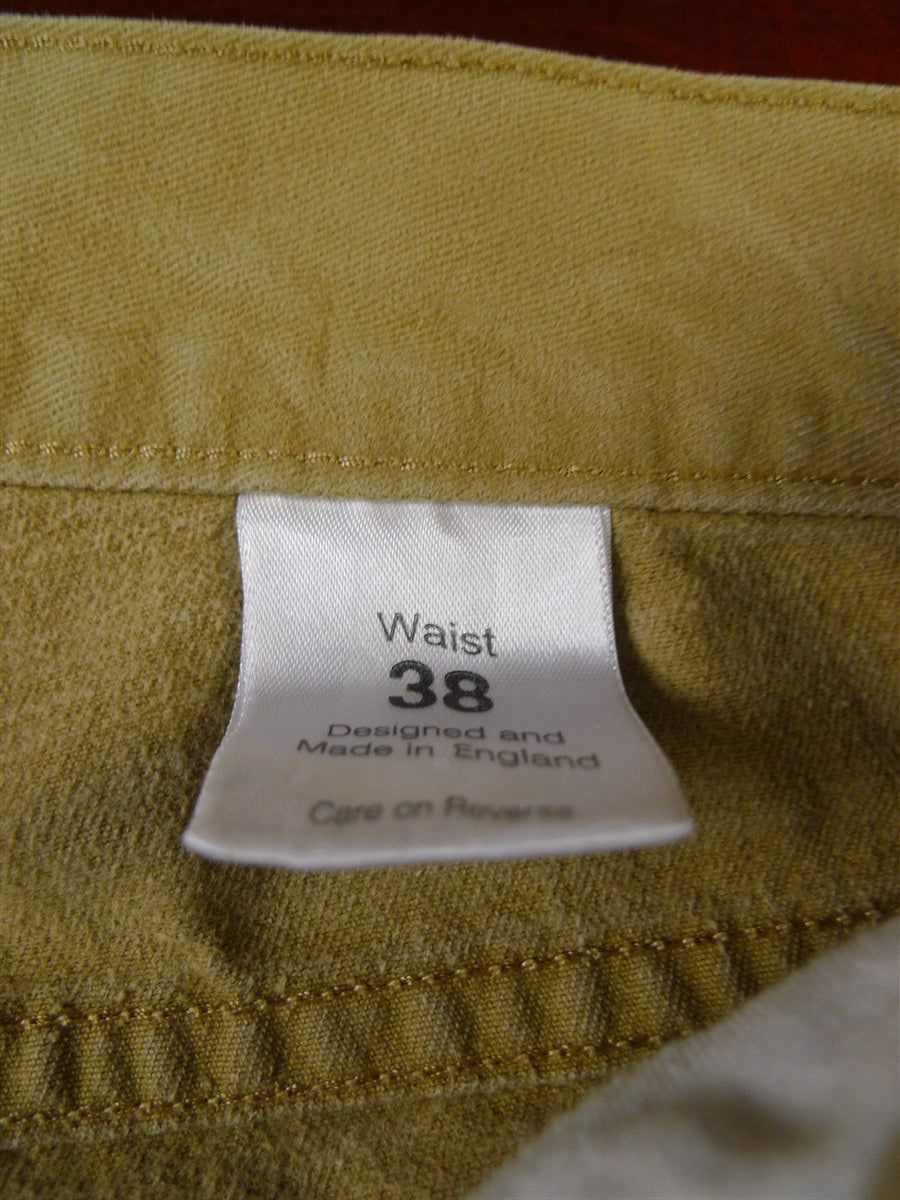 Waist
38
Designed and
Made in England
Care on Reverse